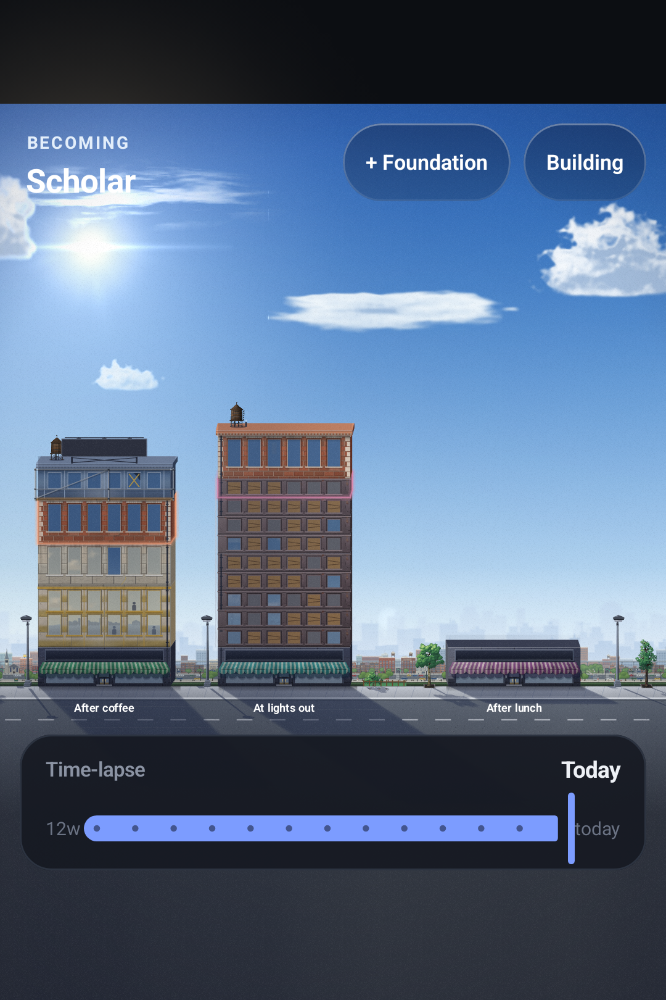 BECOMING
Scholar
+ Foundation
Building
After coffee
At lights out
After lunch
Time-lapse
Today
12w
today